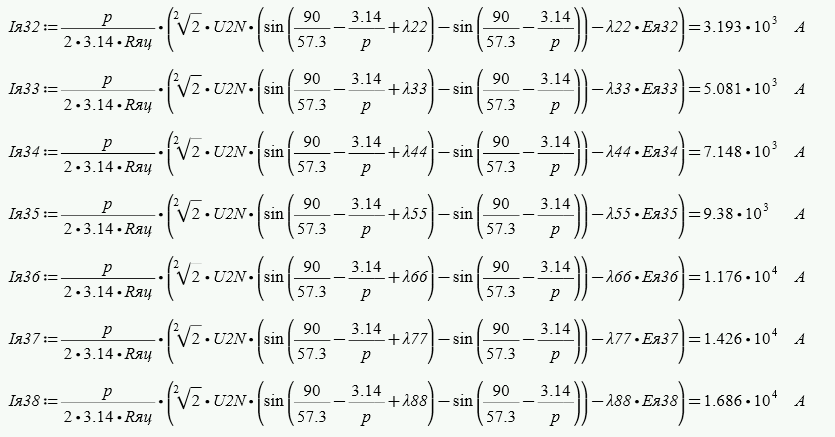 Iя32:=p/(2•3.14•Rяц)•(²√2•U2N•(sin(90/57.3−3.14/p+λ22)−sin(90/57.3−3.14/p))−λ22•Eя32)=3.193•10³ A
Iя33:=p/(2•3.14•Rяц)•(²√2•U2N•(sin(90/57.3−3.14/p+λ33)−sin(90/57.3−3.14/p))−λ33•Eя33)=5.081•10³ A
Iя34:=p/(2•3.14•Rяц)•(²√2•U2N•(sin(90/57.3−3.14/p+λ44)−sin(90/57.3−3.14/p))−λ44•Eя34)=7.148•10³ A
Iя35:=p/(2•3.14•Rяц)•(²√2•U2N•(sin(90/57.3−3.14/p+λ55)−sin(90/57.3−3.14/p))−λ55•Eя35)=9.38•10³ A
Iя36:=p/(2•3.14•Rяц)•(²√2•U2N•(sin(90/57.3−3.14/p+λ66)−sin(90/57.3−3.14/p))−λ66•Eя36)=1.176•10⁴ A
Iя37:=p/(2•3.14•Rяц)•(²√2•U2N•(sin(90/57.3−3.14/p+λ77)−sin(90/57.3−3.14/p))−λ77•Eя37)=1.426•10⁴ A
Iя38:=p/(2•3.14•Rяц)•(²√2•U2N•(sin(90/57.3−3.14/p+λ88)−sin(90/57.3−3.14/p))−λ88•Eя38)=1.686•10⁴ A